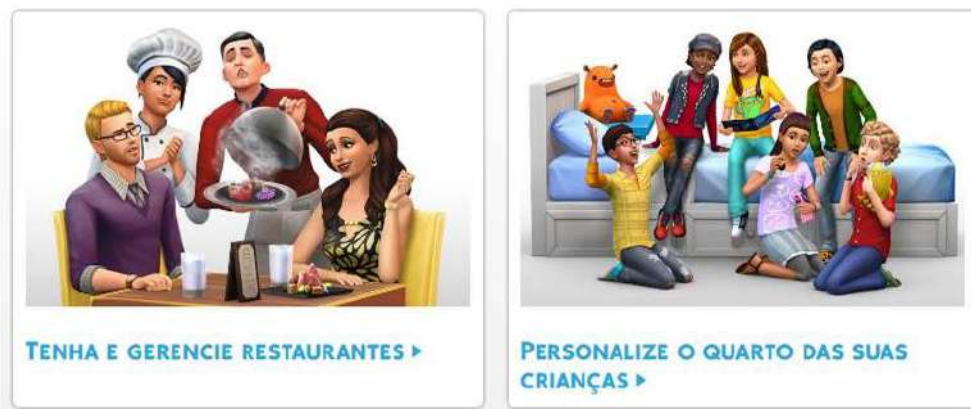 TENHA E GERENCIE RESTAURANTES ▸
PERSONALIZE O QUARTO DAS SUAS
CRIANÇAS ▸